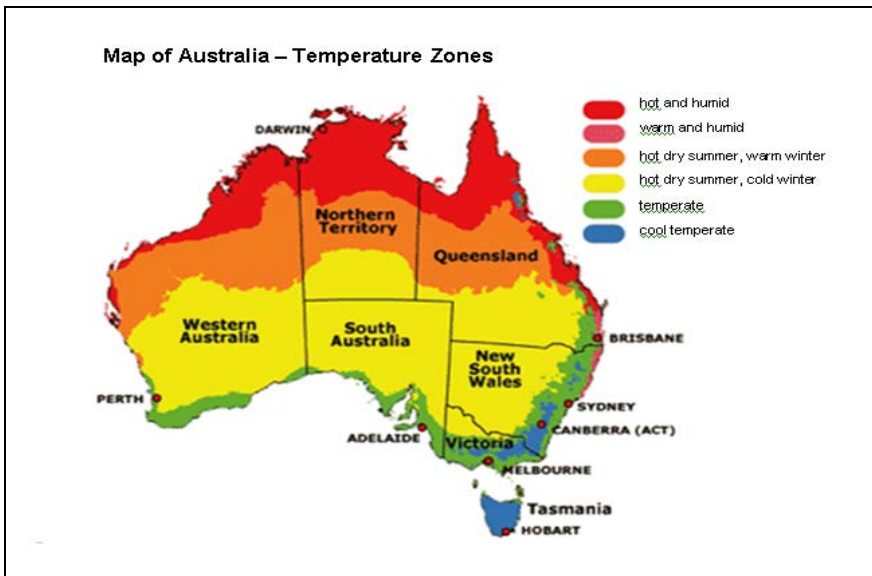 Map of Australia – Temperature Zones
hot and humid
warm and humid
hot dry summer, warm winter
hot dry summer, cold winter
temperate
cool temperate
DARWIN
Northern
Territory
Queensland
Western
Australia
South
Australia
New
South
Wales
BRISBANE
PERTH
SYDNEY
ADELAIDE
CANBERRA (ACT)
Victoria
MELBOURNE
Tasmania
HOBART